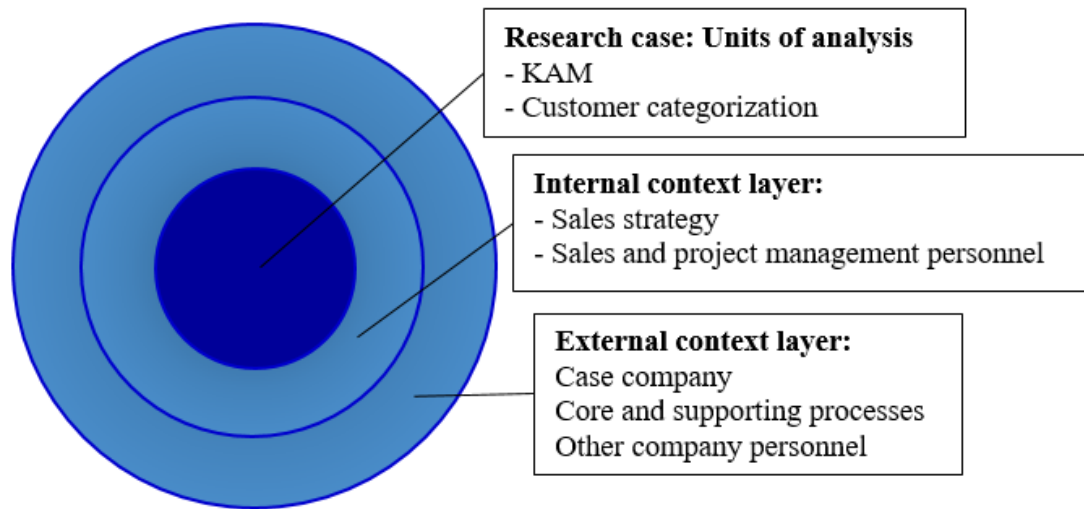 Research case: Units of analysis
- KAM
- Customer categorization
Internal context layer:
- Sales strategy
- Sales and project management personnel
External context layer:
Case company
Core and supporting processes
Other company personnel